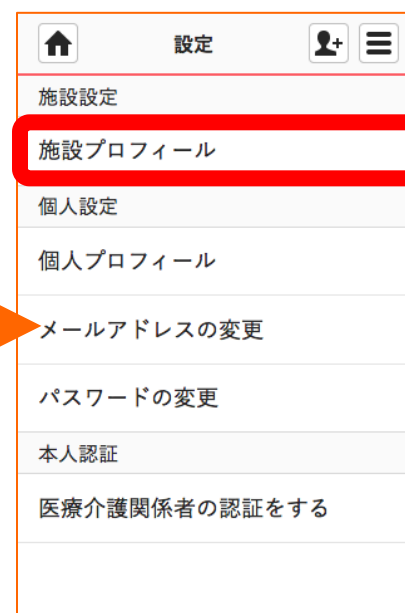 設定
施設設定
施設プロフィール
個人設定
個人プロフィール
メールアドレスの変更
パスワードの変更
本人認証
医療介護関係者の認証をする